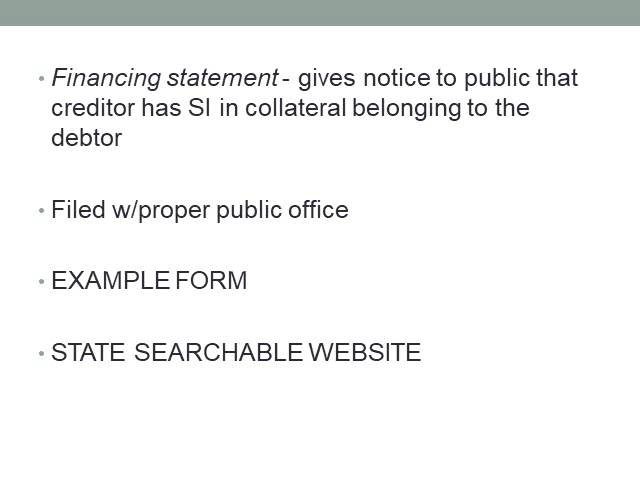 • Financing statement - gives notice to public that
creditor has SI in collateral belonging to the
debtor
• Filed w/proper public office
• EXAMPLE FORM
• STATE SEARCHABLE WEBSITE